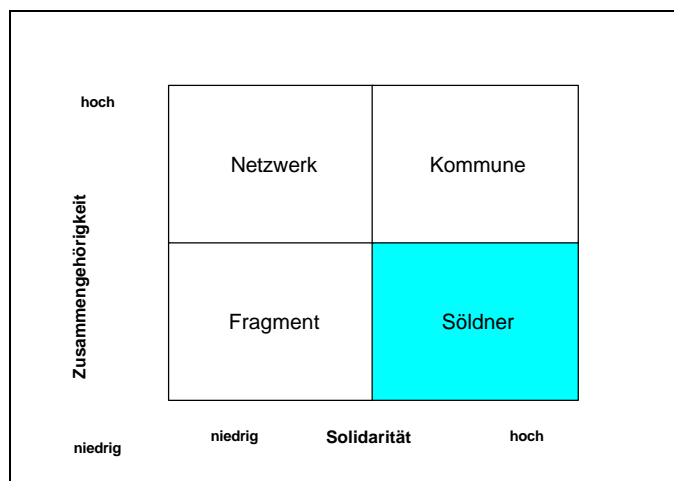 hoch
Netzwerk Kommune
Zusammengehörigkeit
Fragment Söldner
niedrig Solidarität hoch
niedrig